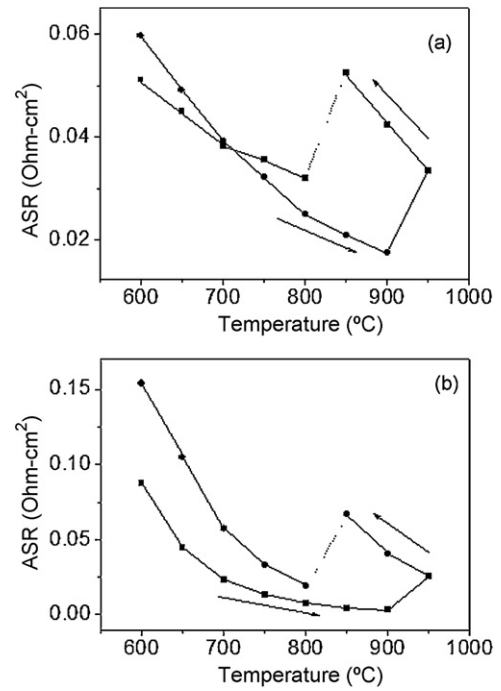 (a)
0.06
0.04
0.02
ASR (Ohm-cm²)
600 700 800 900 1000
Temperature (ºC)
(b)
0.15
0.10
0.05
0.00
ASR (Ohm-cm²)
600 700 800 900 1000
Temperature (ºC)